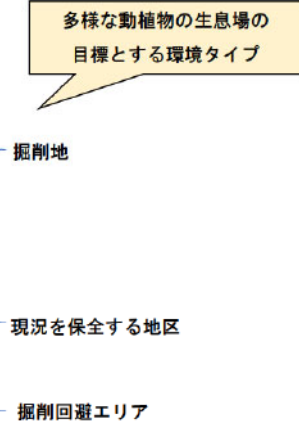 多様な動植物の生息場の
目標とする環境タイプ
掘削地
現況を保全する地区
掘削回避エリア